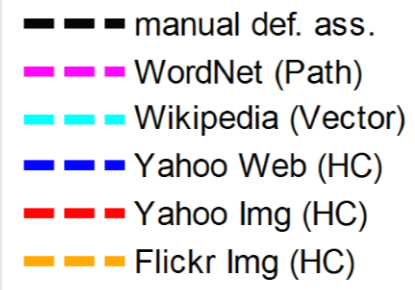 manual def. ass.
WordNet (Path)
Wikipedia (Vector)
Yahoo Web (HC)
Yahoo Img (HC)
Flickr Img (HC)